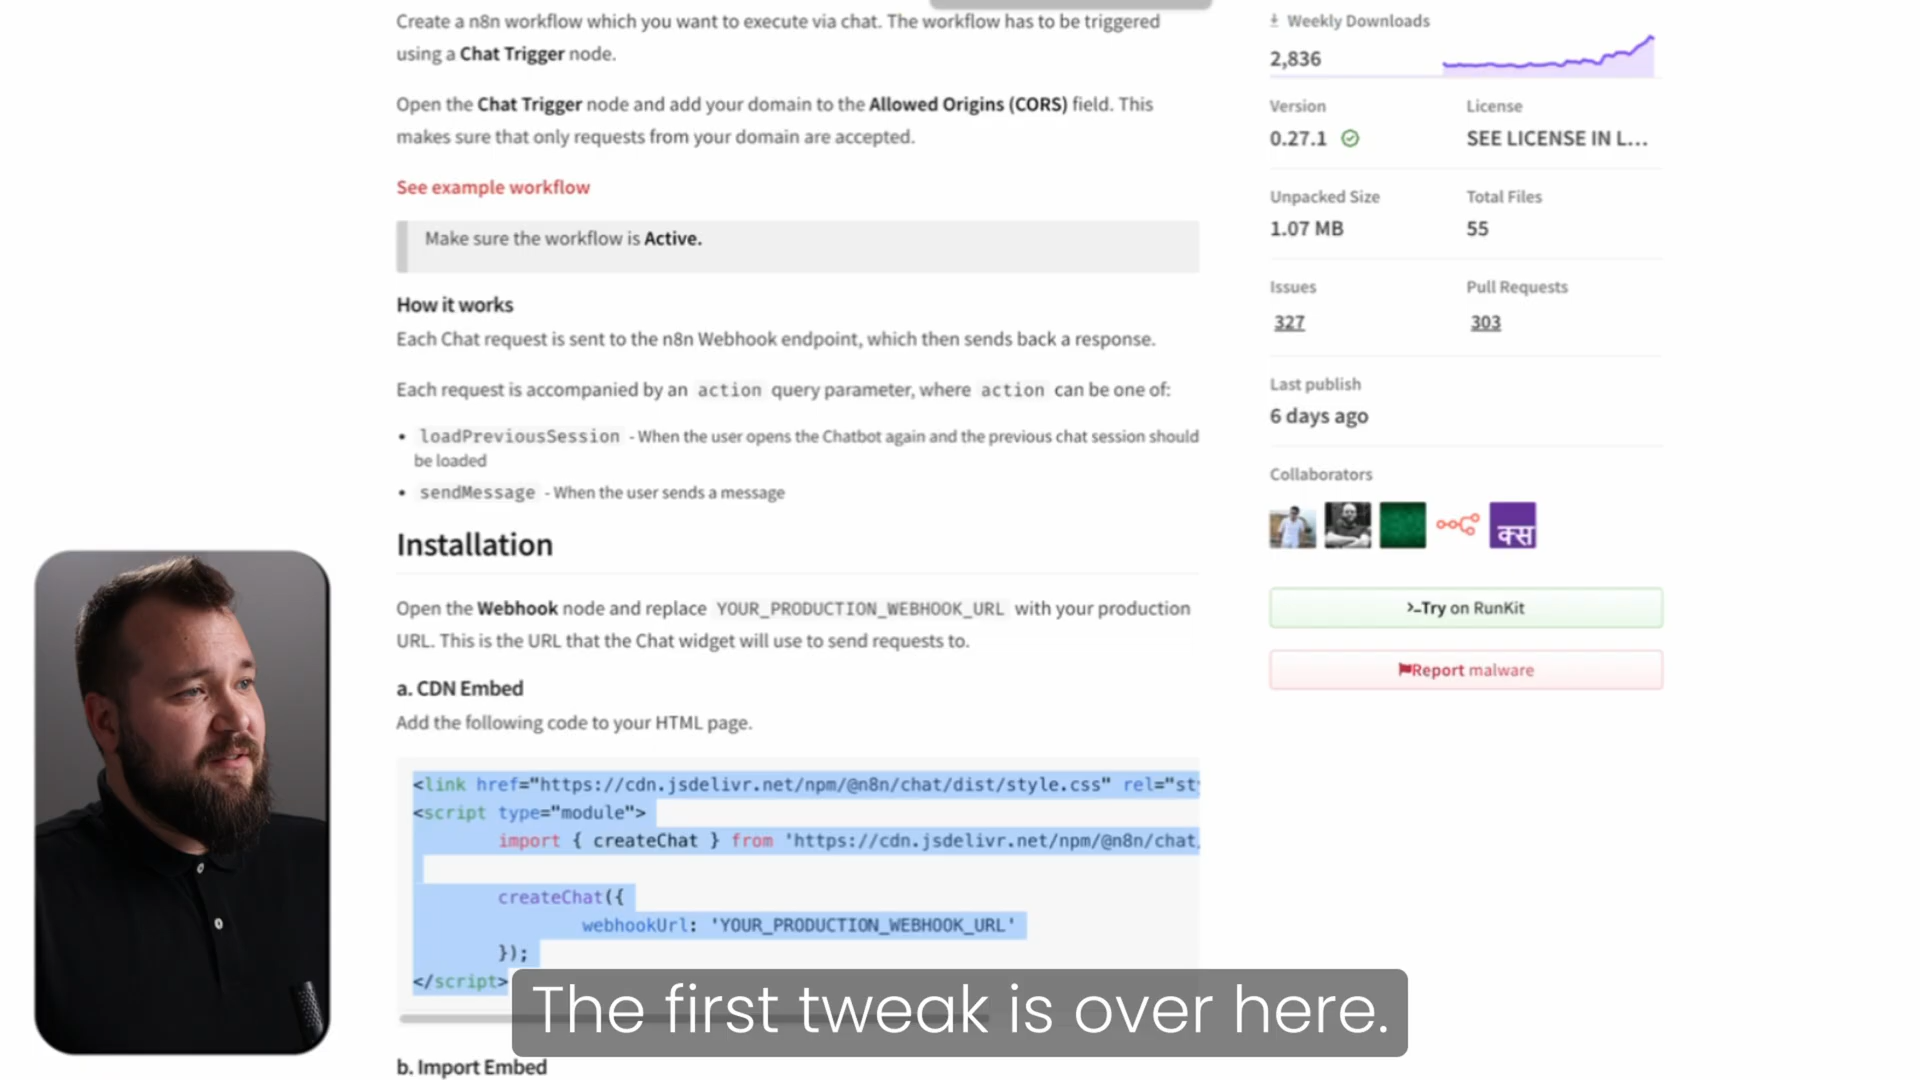 Create a n8n workflow which you want to execute via chat. The workflow has to be triggered
using a Chat Trigger node.
Open the Chat Trigger node and add your domain to the Allowed Origins (CORS) field. This
makes sure that only requests from your domain are accepted.
See example workflow
Make sure the workflow is Active.
How it works
Each Chat request is sent to the n8n Webhook endpoint, which then sends back a response.
Each request is accompanied by an action query parameter, where action can be one of:
• loadPreviousSession - When the user opens the Chatbot again and the previous chat session should
be loaded
• sendMessage - When the user sends a message
Installation
Open the Webhook node and replace YOUR_PRODUCTION_WEBHOOK_URL with your production
URL. This is the URL that the Chat widget will use to send requests to.
a. CDN Embed
Add the following code to your HTML page.
<link href="https://cdn.jsdelivr.net/npm/@n8n/chat/dist/style.css" rel="st
<script type="module">
import { createChat } from 'https://cdn.jsdelivr.net/npm/@n8n/chat
createChat({
webhookUrl: 'YOUR_PRODUCTION_WEBHOOK_URL'
});
</script>
b. Import Embed
Weekly Downloads
2,836
Version
License
0.27.1
SEE LICENSE IN L...
Unpacked Size
Total Files
1.07 MB
55
Issues
Pull Requests
327
303
Last publish
6 days ago
Collaborators
क्स
>-Try on RunKit
Report malware
The first tweak is over here.